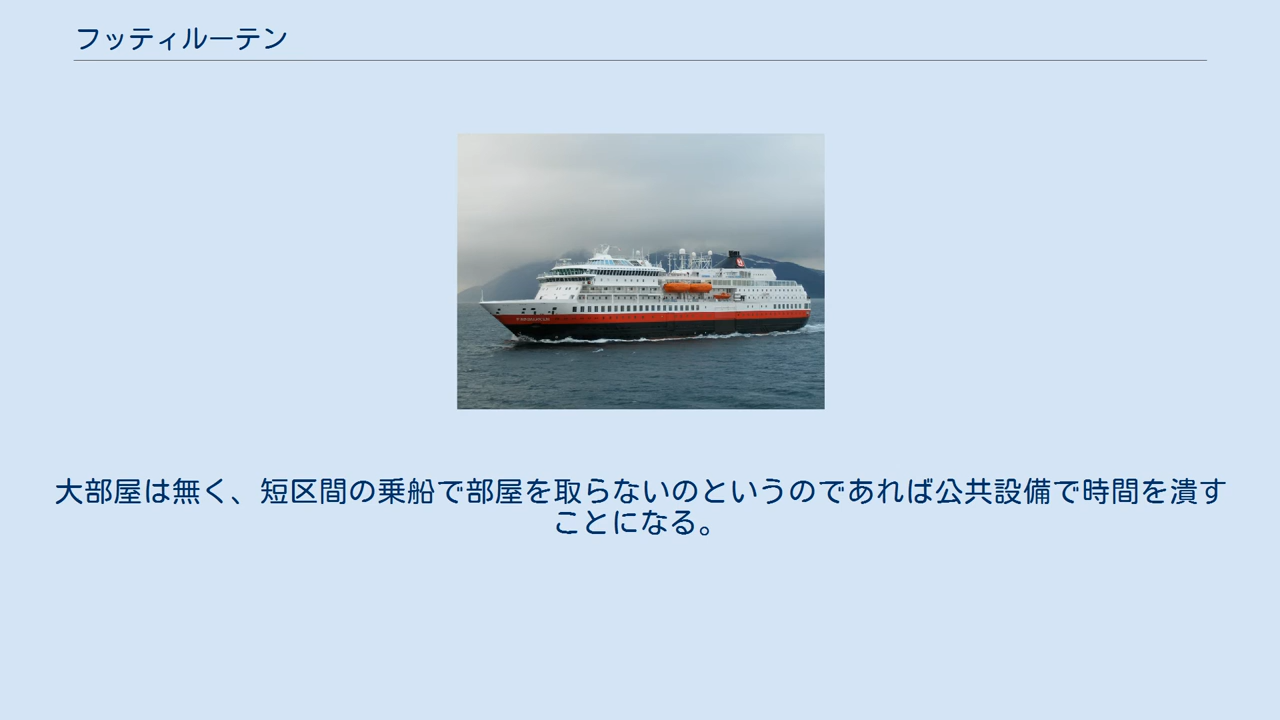 フッティルーテン
大部屋は無く、短区間の乗船で部屋を取らないのというのであれば公共設備で時間を潰す
ことになる。